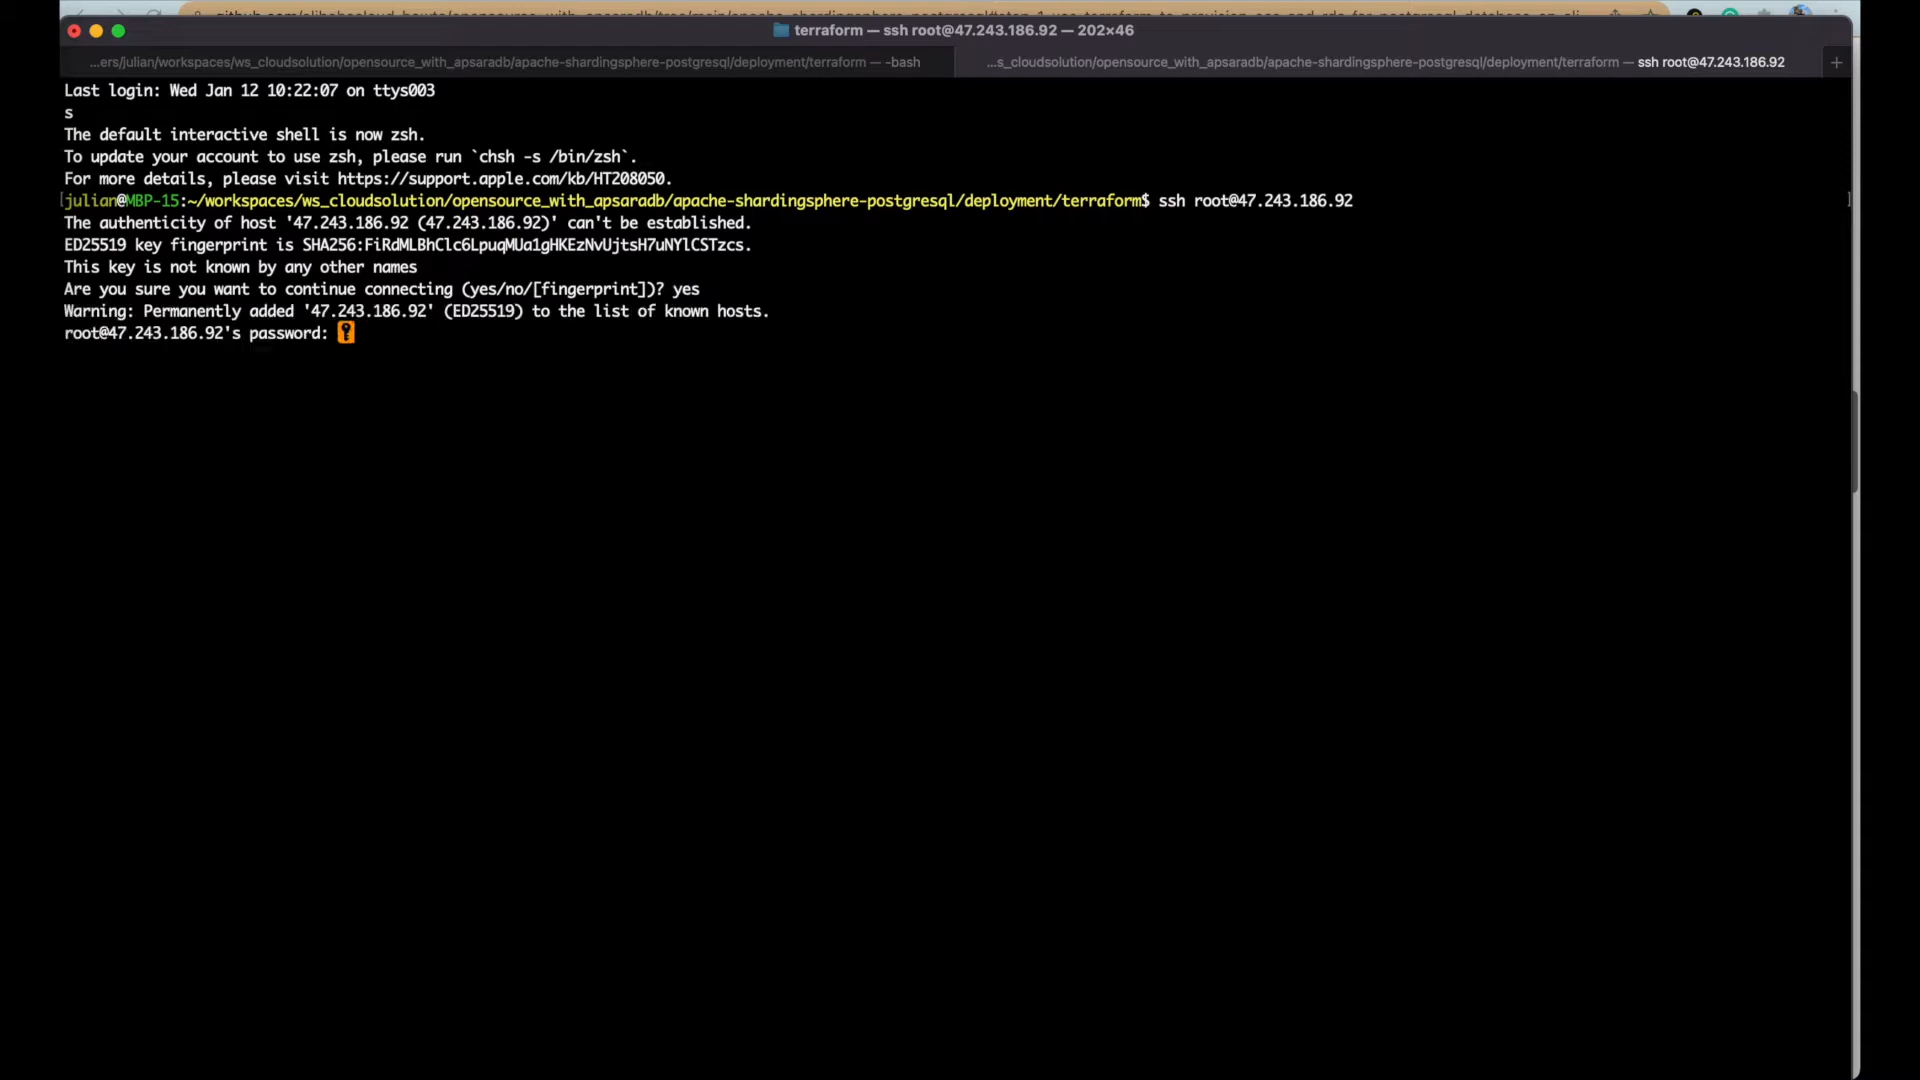 terraform — ssh root@47.243.186.92 — 202×46
...ers/julian/workspaces/ws_cloudsolution/opensource_with_apsaradb/apache-shardingsphere-postgresql/deployment/terraform — -bash
...s_cloudsolution/opensource_with_apsaradb/apache-shardingsphere-postgresql/deployment/terraform — ssh root@47.243.186.92
Last login: Wed Jan 12 10:22:07 on ttys003
s
The default interactive shell is now zsh.
To update your account to use zsh, please run `chsh -s /bin/zsh`.
For more details, please visit https://support.apple.com/kb/HT208050.
[julian@MBP-15:~/workspaces/ws_cloudsolution/opensource_with_apsaradb/apache-shardingsphere-postgresql/deployment/terraform$ ssh root@47.243.186.92 ]
The authenticity of host '47.243.186.92 (47.243.186.92)' can't be established.
ED25519 key fingerprint is SHA256:FiRdMLBhClc6LpuqMUa1gHKEzNvUjtsH7uNYlCSTzcs.
This key is not known by any other names
Are you sure you want to continue connecting (yes/no/[fingerprint])? yes
Warning: Permanently added '47.243.186.92' (ED25519) to the list of known hosts.
root@47.243.186.92's password: